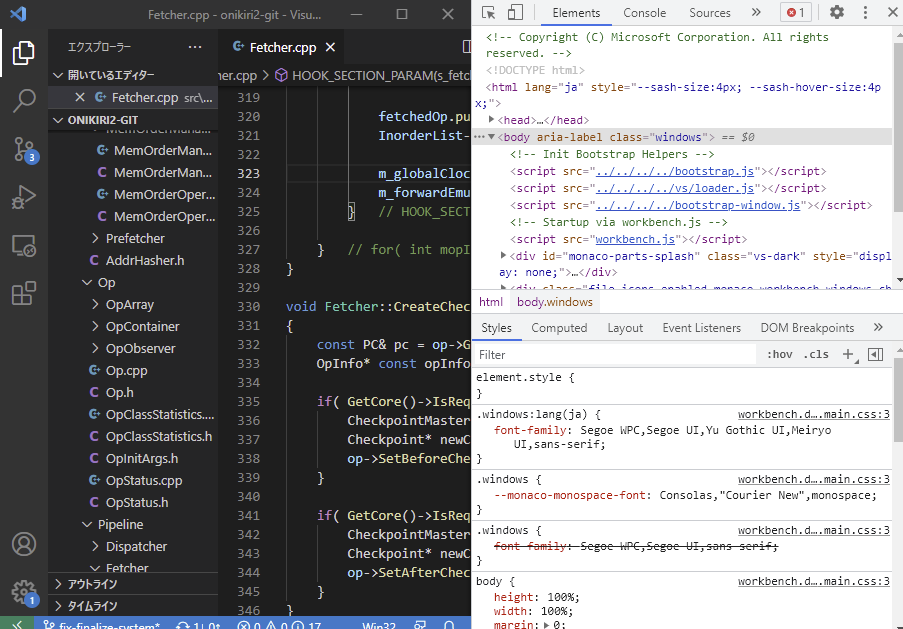 Fetcher.cpp - onikiri2-git - Visu...
エクスプローラー
開いているエディター
Fetcher.cpp src\...
ONIKIRI2-GIT
MemOrderMana...
MemOrderMan...
MemOrderMan...
MemOrderOper...
MemOrderOper...
Prefetcher
AddrHasher.h
Op
OpArray
OpContainer
OpObserver
Op.cpp
Op.h
OpClassStatistics....
OpClassStatistics.h
OpInitArgs.h
OpStatus.cpp
OpStatus.h
Pipeline
Dispatcher
Fetcher
アウトライン
タイムライン
3
1
Fetcher.cpp
her.cpp > HOOK_SECTION_PARAM(s_fetc
319
320 fetchedOp.pu
321 InorderList-
322
323 m_globalCloc
324 m_forwardEmu
325 } // HOOK_SECT
326
327 } // for( int mopI
328 }
329
330 void Fetcher::CreateChec
331 {
332 const PC& pc = op->G
333 OpInfo* const opInfo
334
335 if( GetCore()->IsReq
336 CheckpointMaster
337 Checkpoint* newC
338 op->SetBeforeChe
339 }
340
341 if( GetCore()->IsReq
342 CheckpointMaster
343 Checkpoint* newC
344 op->SetAfterChec
345 }
346 }
fix-finalize-system* 1↓0↑ 0 0 17 Win32
Elements Console Sources » 1
<!-- Copyright (C) Microsoft Corporation. All rights
reserved. -->
<!DOCTYPE html>
<html lang="ja" style="--sash-size:4px; --sash-hover-size:4p
x;">
<head>…</head>
<body aria-label class="windows"> == $0
<!-- Init Bootstrap Helpers -->
<script src="../../../../bootstrap.js"></script>
<script src="../../../../vs/loader.js"></script>
<script src="../../../../bootstrap-window.js"></script>
<!-- Startup via workbench.js -->
<script src="workbench.js"></script>
<div id="monaco-parts-splash" class="vs-dark" style="displ
ay: none;">…</div>
<div class="file-icons-enabled monaco-workbench windows ch
html body.windows
Styles Computed Layout Event Listeners DOM Breakpoints »
Filter :hov .cls +
element.style {
}
.windows:lang(ja) { workbench.d….main.css:3
font-family: Segoe WPC,Segoe UI,Yu Gothic UI,Meiryo
UI,sans-serif;
}
.windows { workbench.d….main.css:3
--monaco-monospace-font: Consolas,"Courier New",monospace;
}
.windows { workbench.d….main.css:3
font-family: Segoe WPC,Segoe UI,sans-serif;
}
body { workbench.d….main.css:3
height: 100%;
width: 100%;
margin: 0;